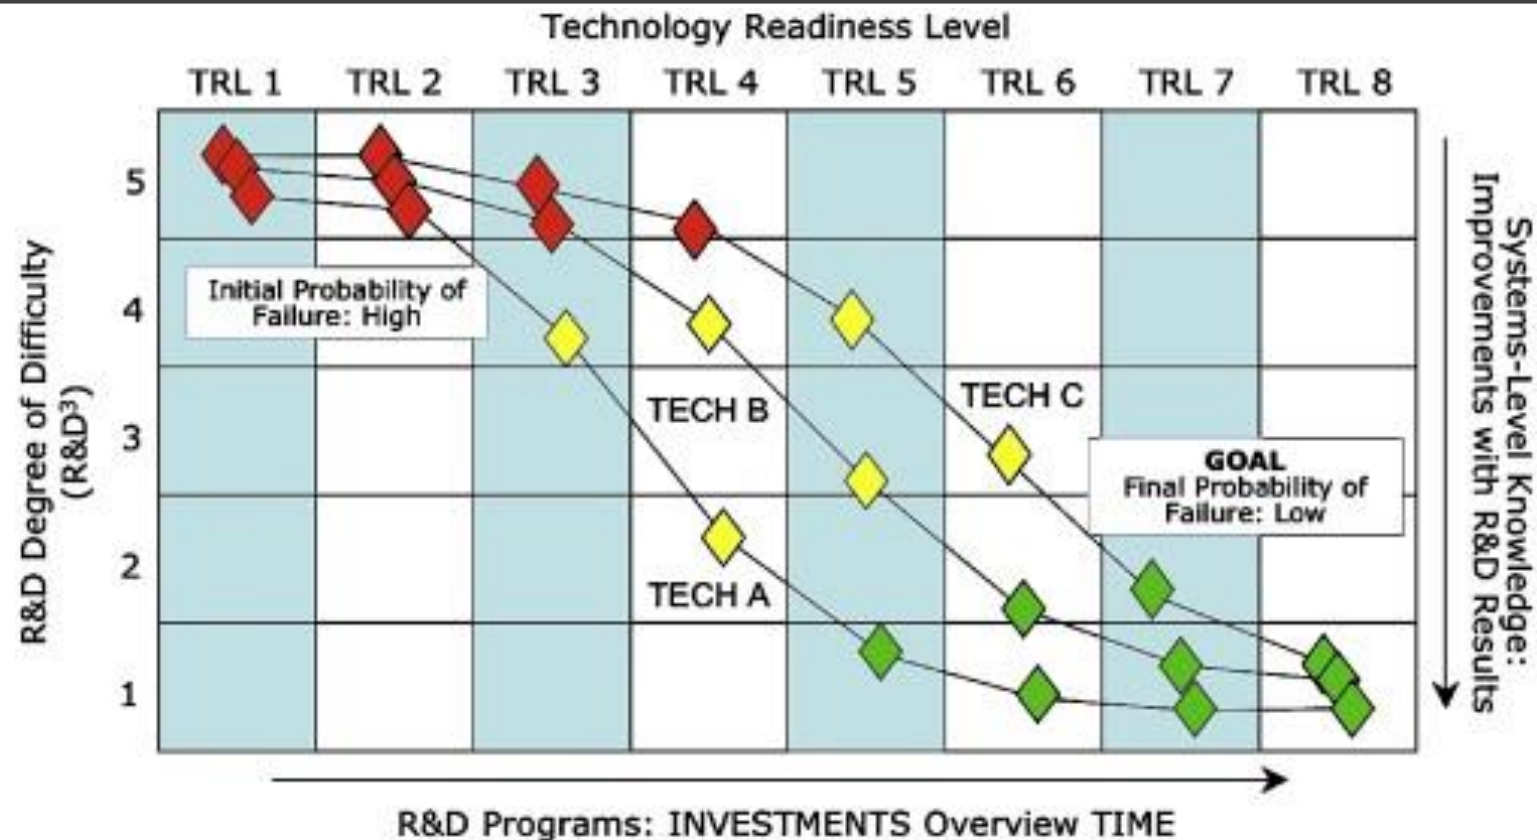 Technology Readiness Level
TRL 1 TRL 2 TRL 3 TRL 4 TRL 5 TRL 6 TRL 7 TRL 8
R&D Degree of Difficulty
(R&D³)
5
4
3
2
1
Initial Probability of
Failure: High
TECH B
TECH C
TECH A
GOAL
Final Probability of
Failure: Low
Systems-Level Knowledge:
Improvements with R&D Results
R&D Programs: INVESTMENTS Overview TIME